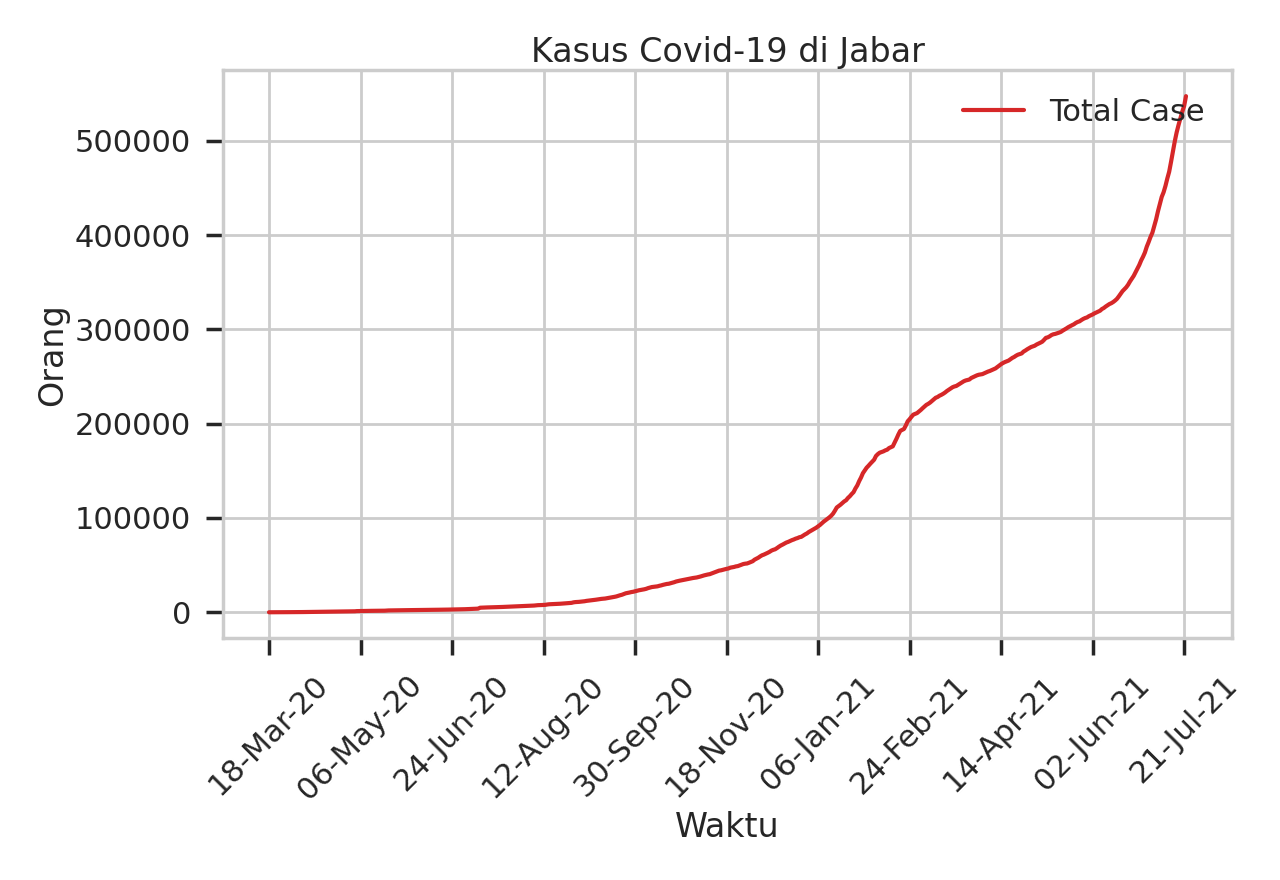 Kasus Covid-19 di Jabar
Total Case
Orang
500000
400000
300000
200000
100000
0
18-Mar-20
06-May-20
24-Jun-20
12-Aug-20
30-Sep-20
18-Nov-20
06-Jan-21
24-Feb-21
14-Apr-21
02-Jun-21
21-Jul-21
Waktu